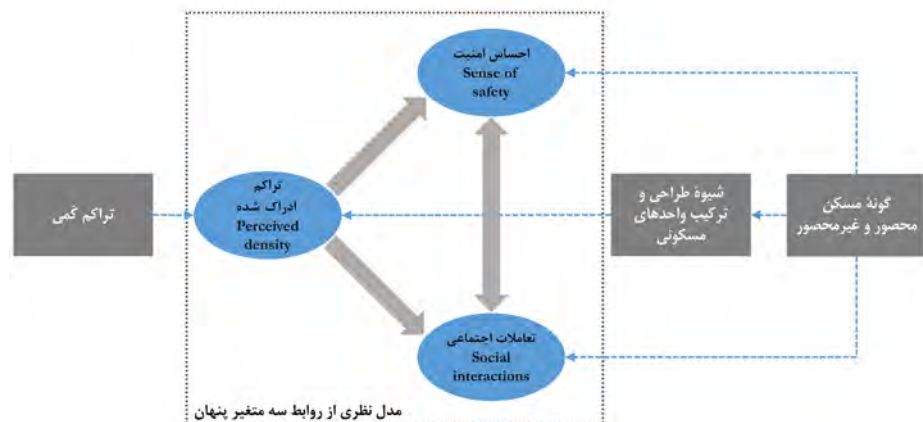 احساس امنیت
Sense of
safety
گونهٔ مسکن
محصور و غیرمحصور
شیوهٔ طراحی و
ترکیب واحدهای
مسکونی
تراکم
ادراک شده
Perceived
density
تراکم کَمی
تعاملات اجتماعی
Social
interactions
مدل نظری از روابط سه متغیر پنهان